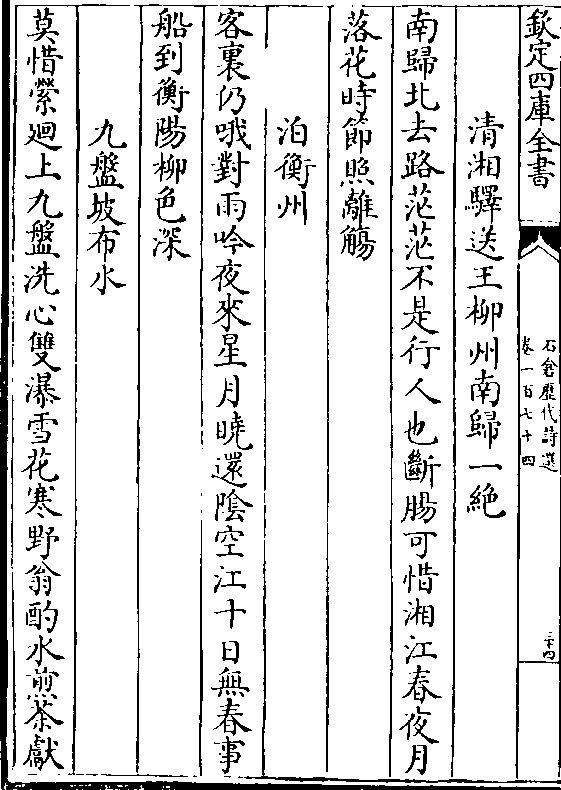 欽定四庫全書
石倉歷代詩選
卷一百七十四
三十四
清湘驛送王柳州南歸一絶
南歸北去路茫茫不是行人也斷腸可惜湘江春夜月
落花時節照離觴
泊衡州
客裏仍哦對雨吟夜來星月曉還陰空江十日無春事
船到衡陽柳色深
九盤坡布水
莫惜縈迴上九盤洗心雙瀑雪花寒野翁酌水煎茶獻